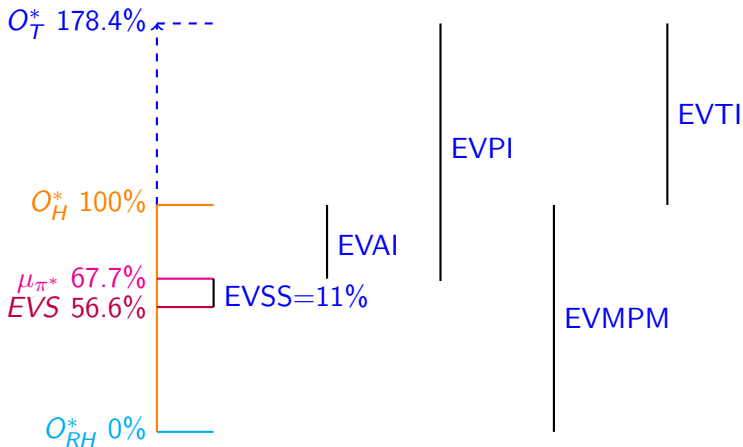 O*T 178.4%
EVTI
EVPI
O*H 100%
EVAI
μπ* 67.7%
EVSS=11%
EVS 56.6%
EVMPM
O*RH 0%